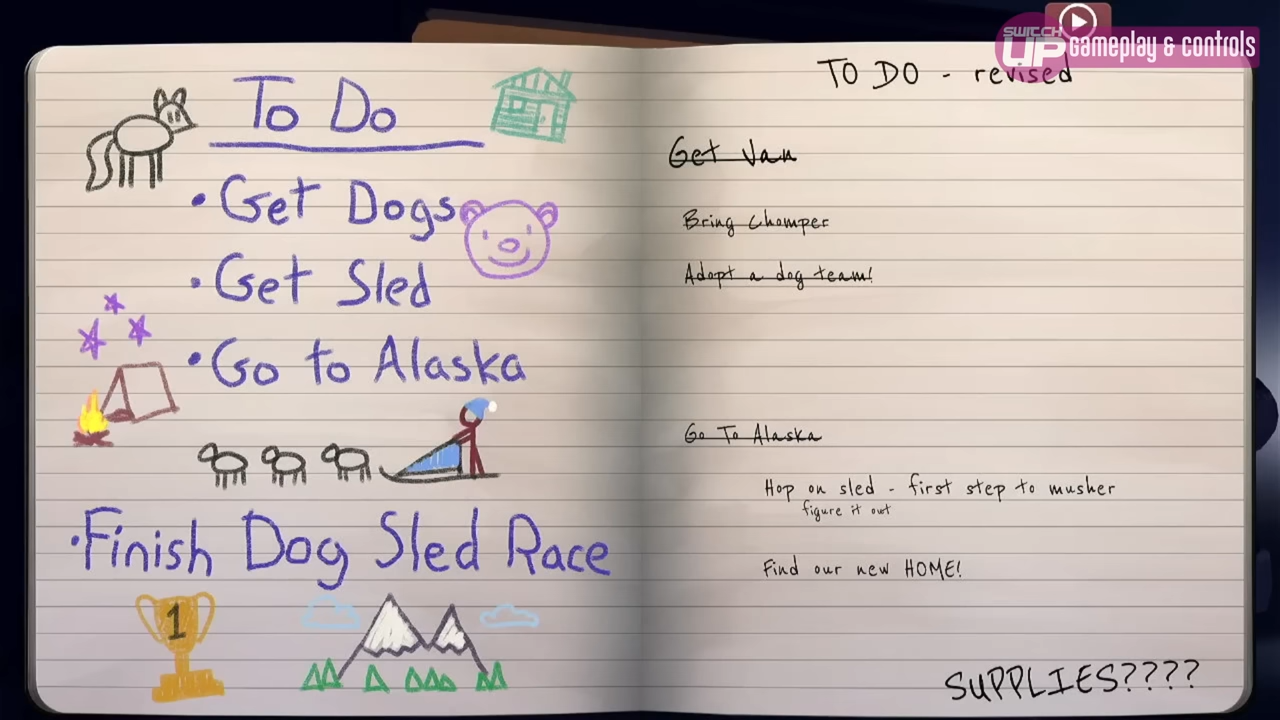 To Do
• Get Dogs
• Get Sled
• Go to Alaska
• Finish Dog Sled Race
1
SWITCH
UP Gameplay & controls
TO DO - revised
Get Van
Bring Chomper
Adopt a dog team!
Go To Alaska
Hop on sled - first step to musher
figure it out
Find our new HOME!
SUPPLIES????